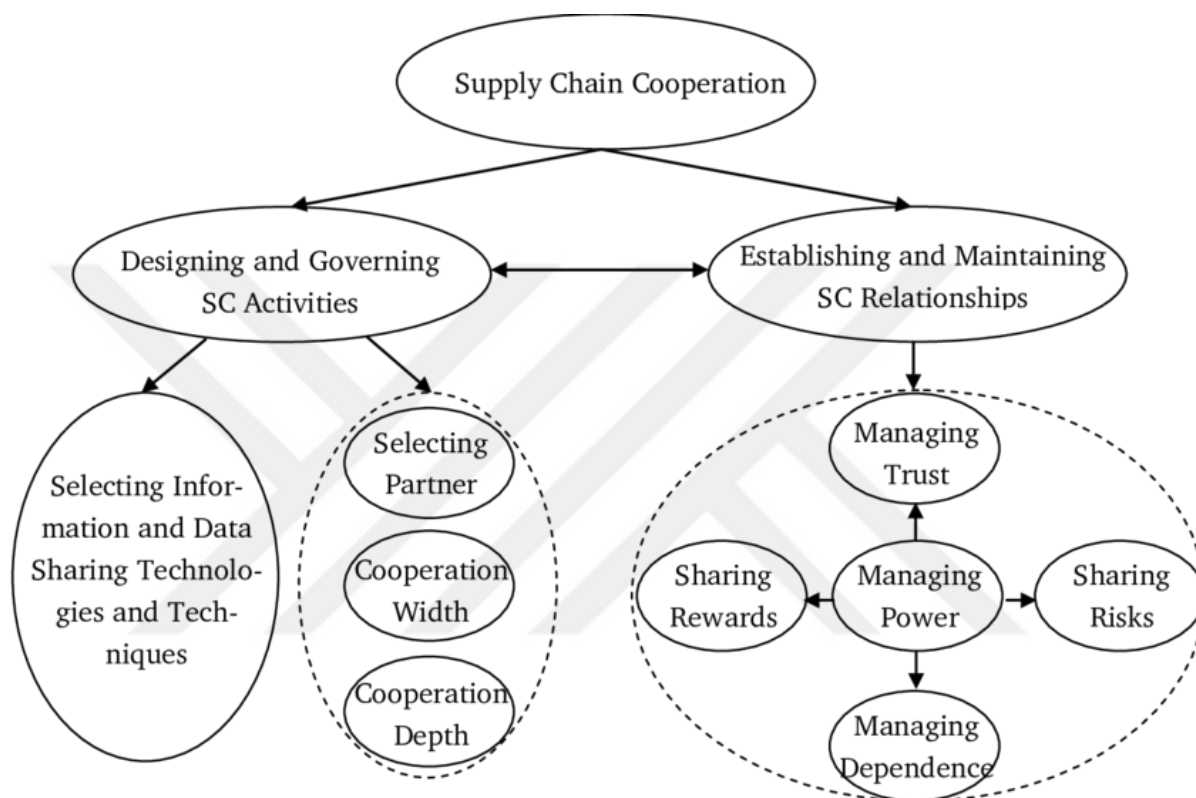 Supply Chain Cooperation
Designing and Governing
SC Activities
Establishing and Maintaining
SC Relationships
Selecting Infor-
mation and Data
Sharing Technolo-
gies and Tech-
niques
Selecting
Partner
Cooperation
Width
Cooperation
Depth
Managing
Trust
Sharing
Rewards
Managing
Power
Sharing
Risks
Managing
Dependence